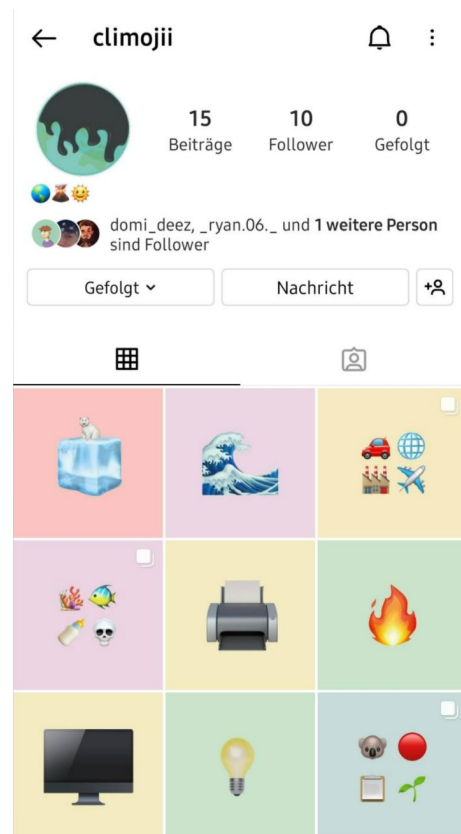 climojii
15 10 0
Beiträge Follower Gefolgt
domi_deez, _ryan.06._ und 1 weitere Person
sind Follower
Gefolgt Nachricht